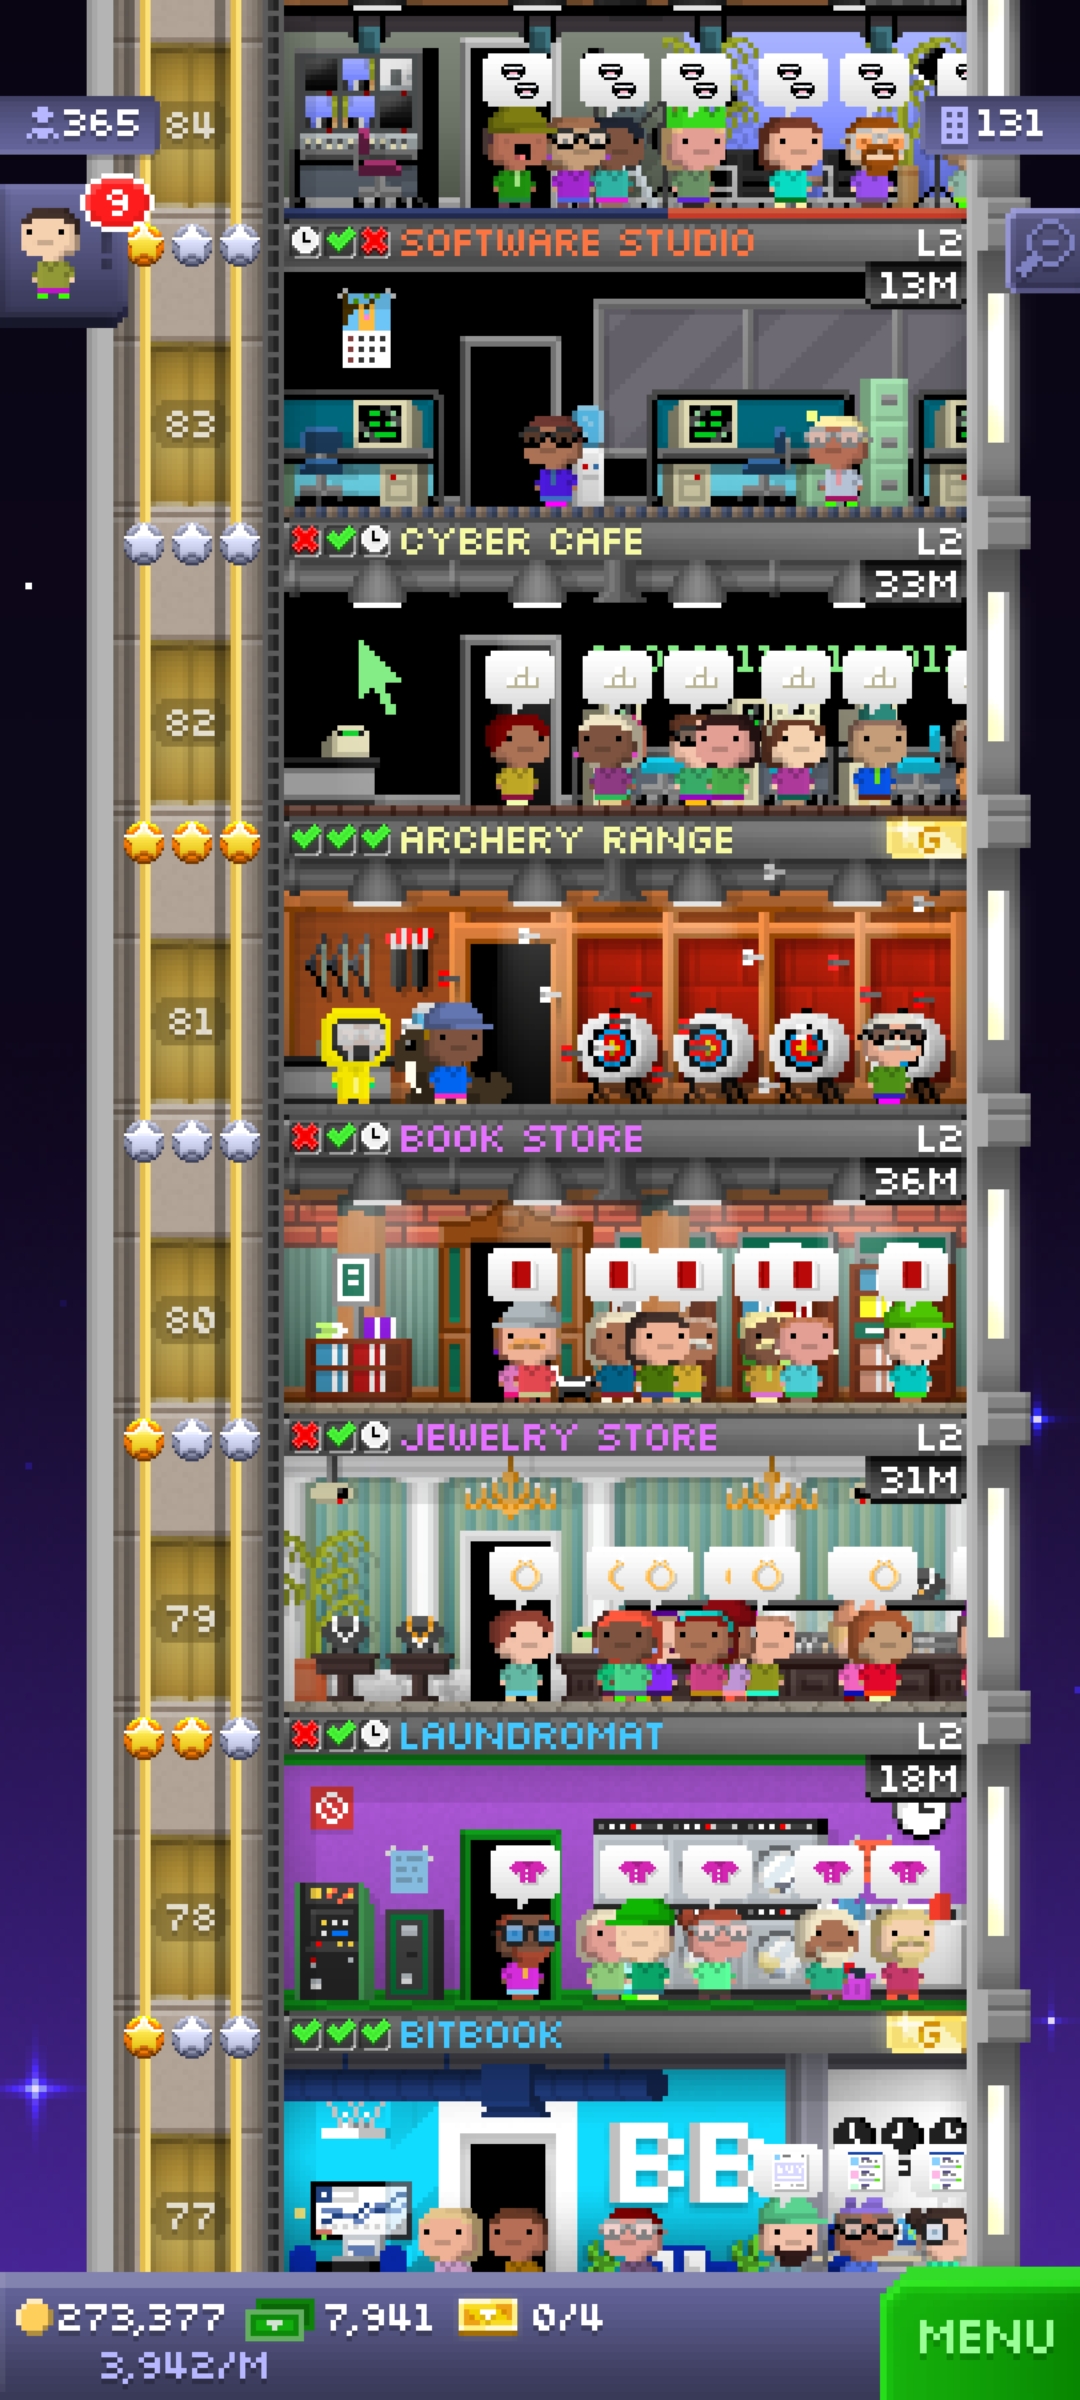 84
365
131
9
SOFTWARE STUDIO L2
13M
83
CYBER CAFE L2
33M
82
ARCHERY RANGE G
81
BOOK STORE L2
36M
80
JEWELRY STORE L2
31M
79
LAUNDROMAT L2
18M
78
BITBOOK G
BB
77
273,377 7,941 0/4
3,942/M
MENU